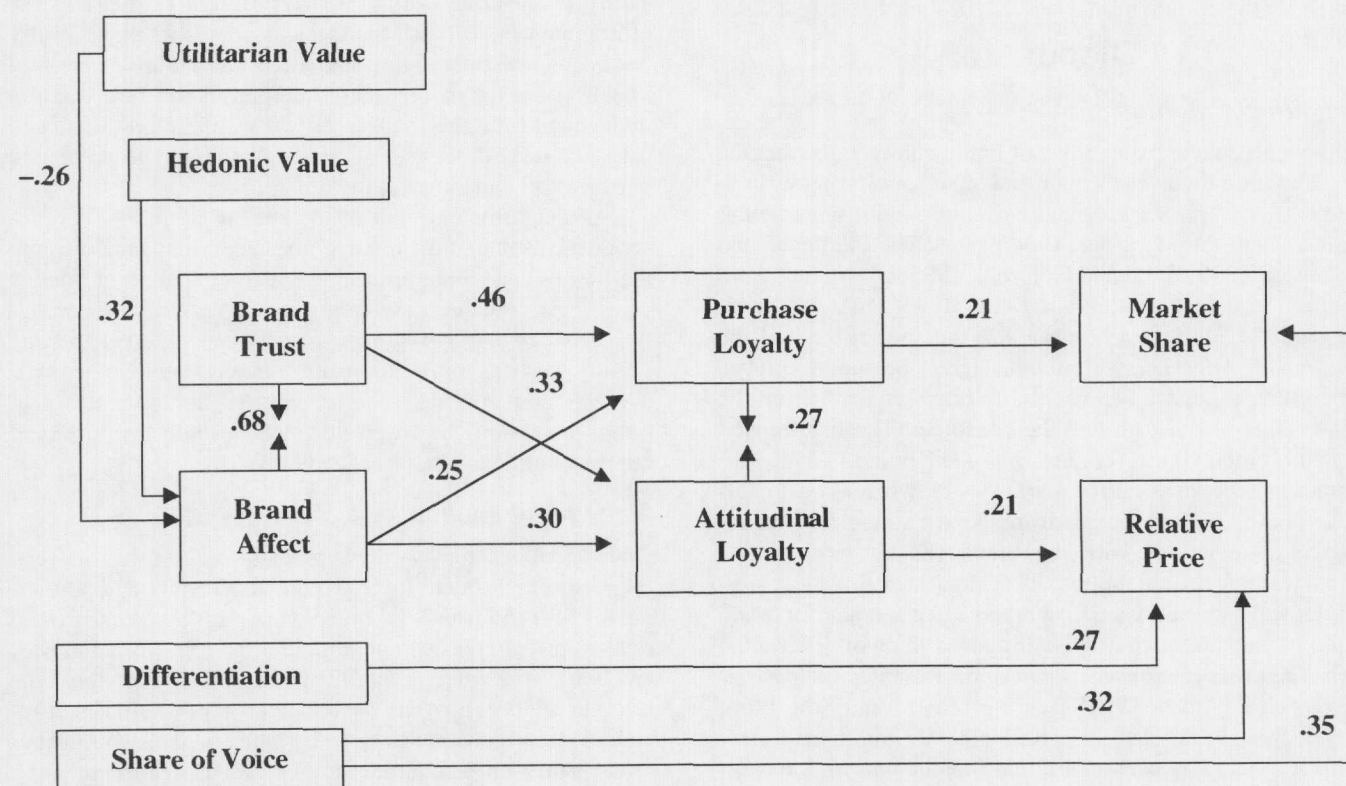 Utilitarian Value
Hedonic Value
–.26
.32
Brand
Trust
.46
Purchase
Loyalty
.21
Market
Share
.33
.68
.27
.25
Brand
Affect
.30
Attitudinal
Loyalty
.21
Relative
Price
.27
Differentiation
.32
.35
Share of Voice